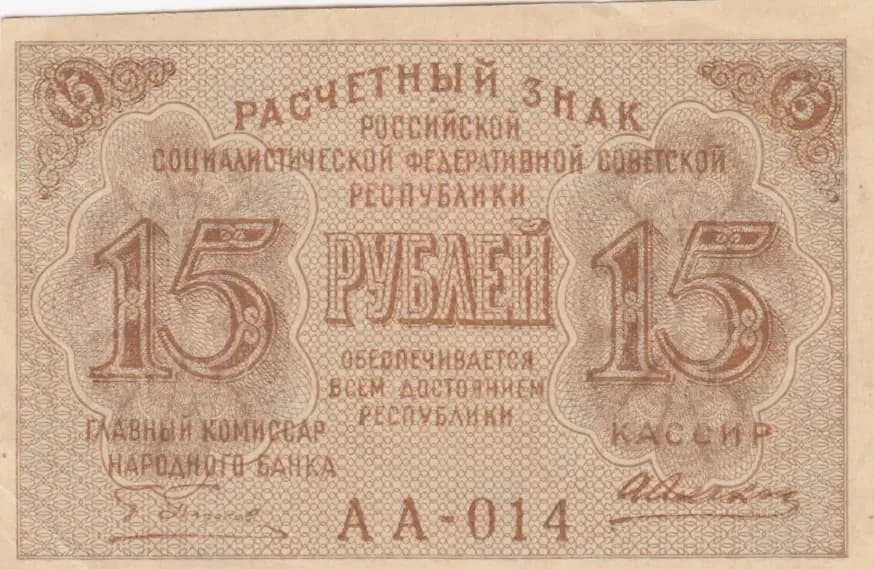 15 15
РАСЧЕТНЫЙ ЗНАК
РОССИЙСКОЙ
СОЦИАЛИСТИЧЕСКОЙ ФЕДЕРАТИВНОЙ СОВЕТСКОЙ
РЕСПУБЛИКИ
15 РУБЛЕЙ 15
ОБЕСПЕЧИВАЕТСЯ
ВСЕМ ДОСТОЯНИЕМ
РЕСПУБЛИКИ
ГЛАВНЫЙ КОМИССАР
НАРОДНОГО БАНКА
КАССИР
АА-014